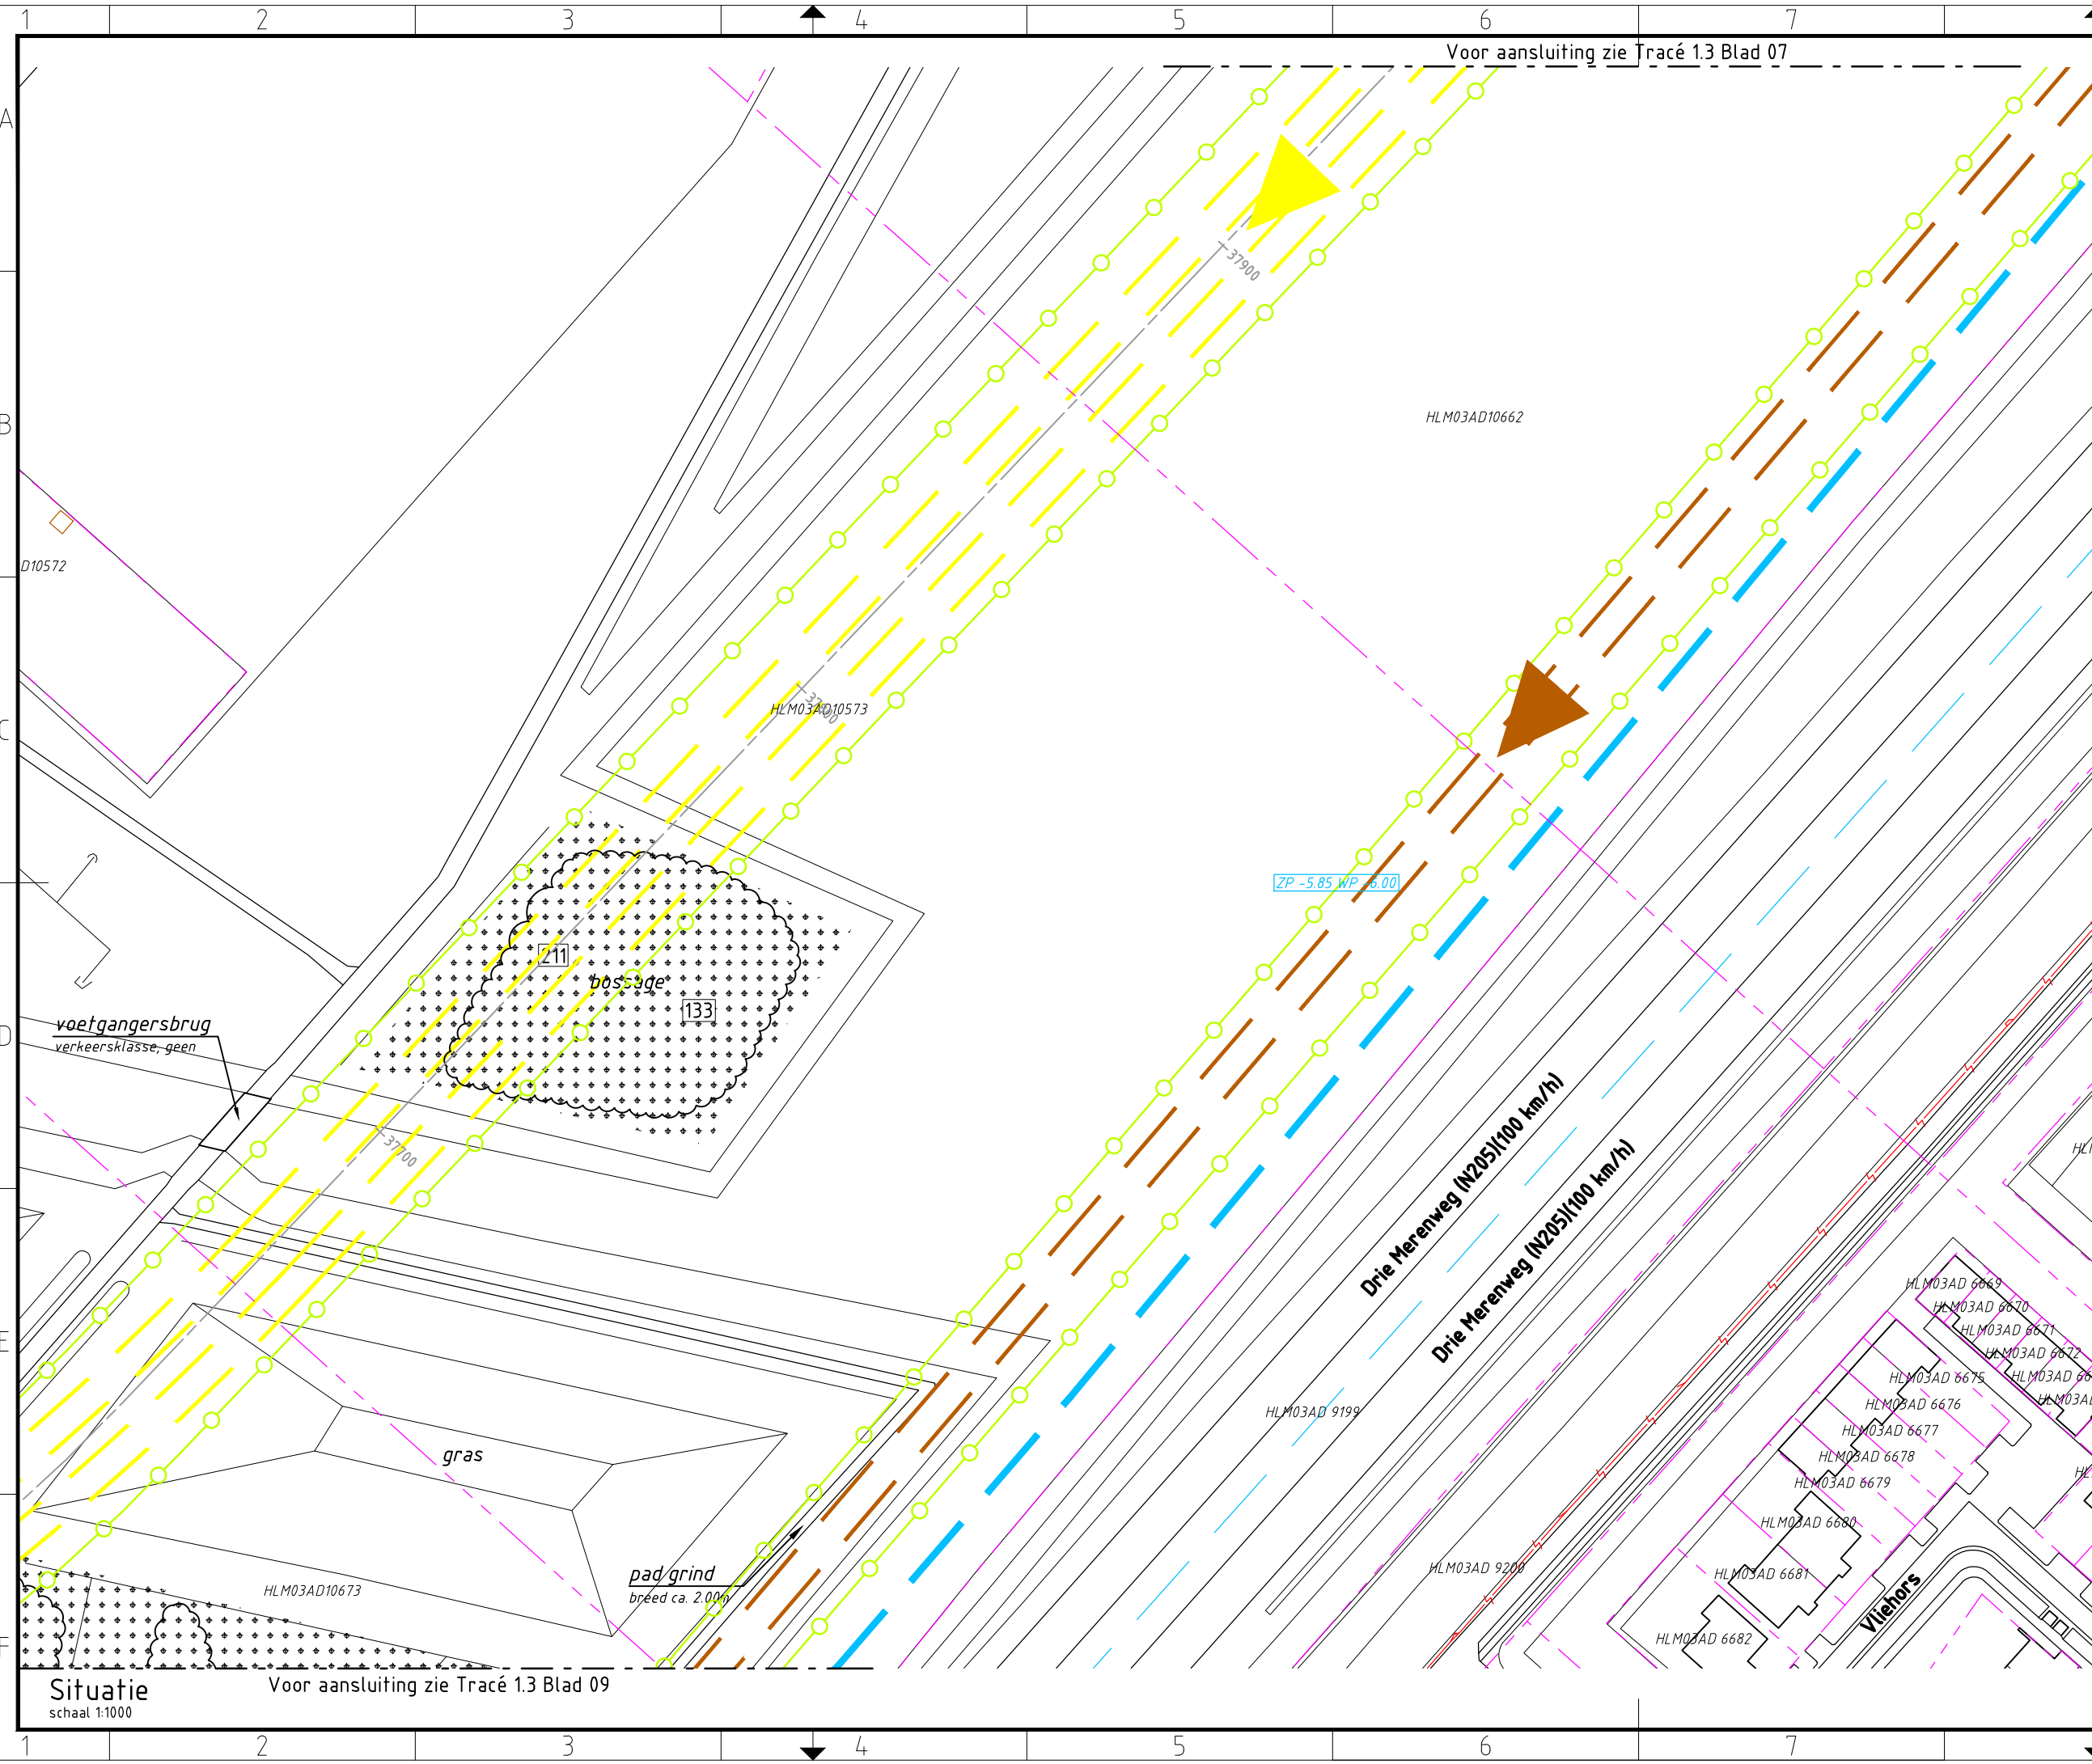 1 2 3 4 5 6 7
Voor aansluiting zie Tracé 1.3 Blad 07
A
37900
B
HLM03AD10662
D10572
C
HLM03AD10573
ZP -5.85 WP -6.00
211
bossage
133
D
voetgangersbrug
verkeersklasse; geen
37700
Drie Merenweg (N205)(100 km/h)
Drie Merenweg (N205)(100 km/h)
HLM03AD 6669
HLM03AD 6670
HLM03AD 6671
HLM03AD 6672
E
HLM03AD 6675
HLM03AD 6676
HLM03AD 6677
HLM03AD 6678
HLM03AD 6679
HLM03AD 9199
gras
HLM03AD 6680
HLM03AD 9200
HLM03AD 6681
pad grind
breed ca. 2.00m
HLM03AD10673
Vliehors
HLM03AD 6682
F
Situatie
schaal 1:1000
Voor aansluiting zie Tracé 1.3 Blad 09
1 2 3 4 5 6 7